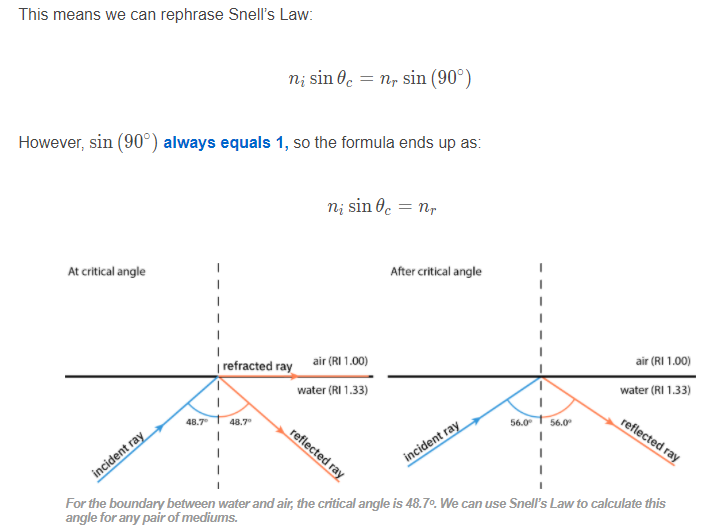 This means we can rephrase Snell's Law:
nᵢ sin θ_c = nᵣ sin (90°)
However, sin (90°) always equals 1, so the formula ends up as:
nᵢ sin θ_c = nᵣ
At critical angle
refracted ray
air (RI 1.00)
water (RI 1.33)
48.7°
48.7°
incident ray
reflected ray
After critical angle
air (RI 1.00)
water (RI 1.33)
56.0°
56.0°
incident ray
reflected ray
For the boundary between water and air, the critical angle is 48.7º. We can use Snell's Law to calculate this
angle for any pair of mediums.